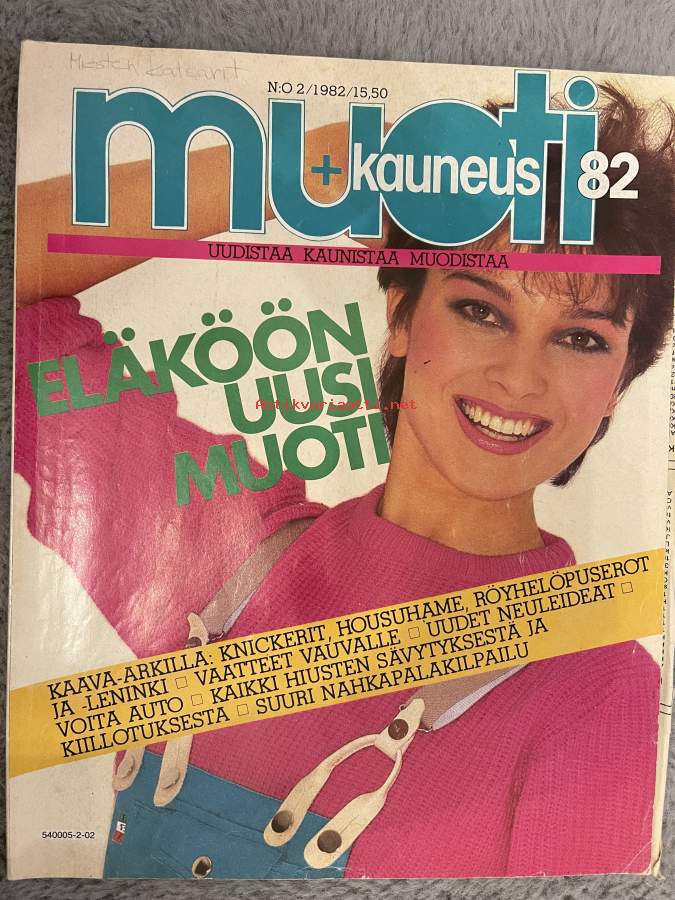 Miesten kalsarit
N:O 2/1982/15,50
muoti
+kauneus 82
UUDISTAA KAUNISTAA MUODISTAA
ELÄKÖÖN
UUSI
MUOTI
Antikvariaatti.net
KAAVA-ARKILLA: KNICKERIT, HOUSUHAME, RÖYHELÖPUSEROT
JA -LENINKI □ VAATTEET VAUVALLE □ UUDET NEULEIDEAT □
VOITA AUTO □ KAIKKI HIUSTEN SÄVYTYKSESTÄ JA
KIILLOTUKSESTA □ SUURI NAHKAPALAKILPAILU
540005-2-02